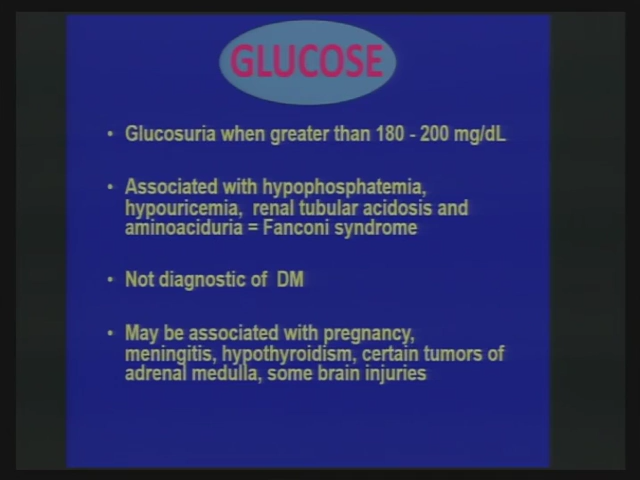 GLUCOSE
• Glucosuria when greater than 180 - 200 mg/dL
• Associated with hypophosphatemia,
hypouricemia, renal tubular acidosis and
aminoaciduria = Fanconi syndrome
• Not diagnostic of DM
• May be associated with pregnancy,
meningitis, hypothyroidism, certain tumors of
adrenal medulla, some brain injuries